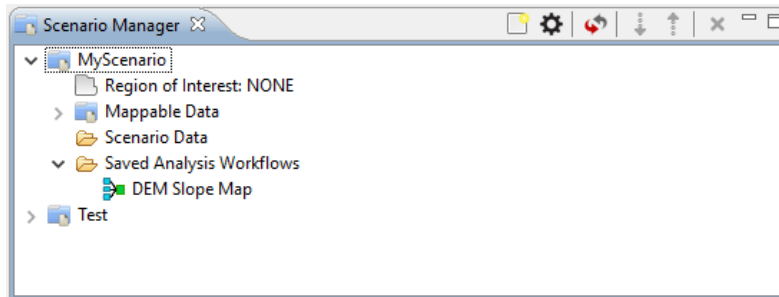 Scenario Manager
MyScenario
Region of Interest: NONE
Mappable Data
Scenario Data
Saved Analysis Workflows
DEM Slope Map
Test